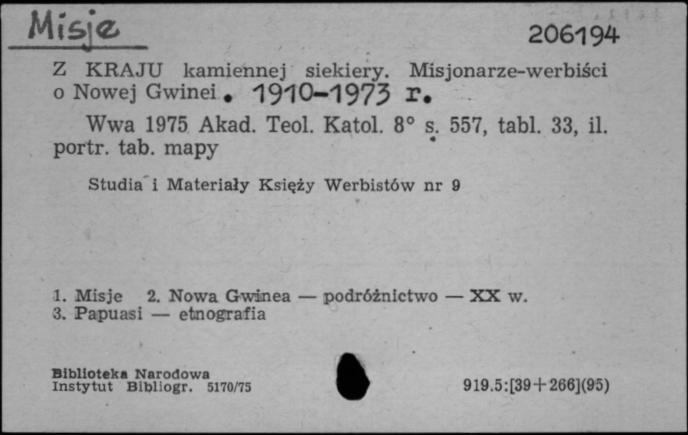 Misje
206194
Z KRAJU kamiennej siekiery. Misjonarze-werbiści
o Nowej Gwinei. 1910-1973 r.
Wwa 1975 Akad. Teol. Katol. 8° s. 557, tabl. 33, il.
portr. tab. mapy
Studia i Materiały Księży Werbistów nr 9
1. Misje 2. Nowa Gwinea — podróżnictwo — XX w.
3. Papuasi — etnografia
Biblioteka Narodowa
Instytut Bibliogr. 5170/75
919.5:[39+266](95)